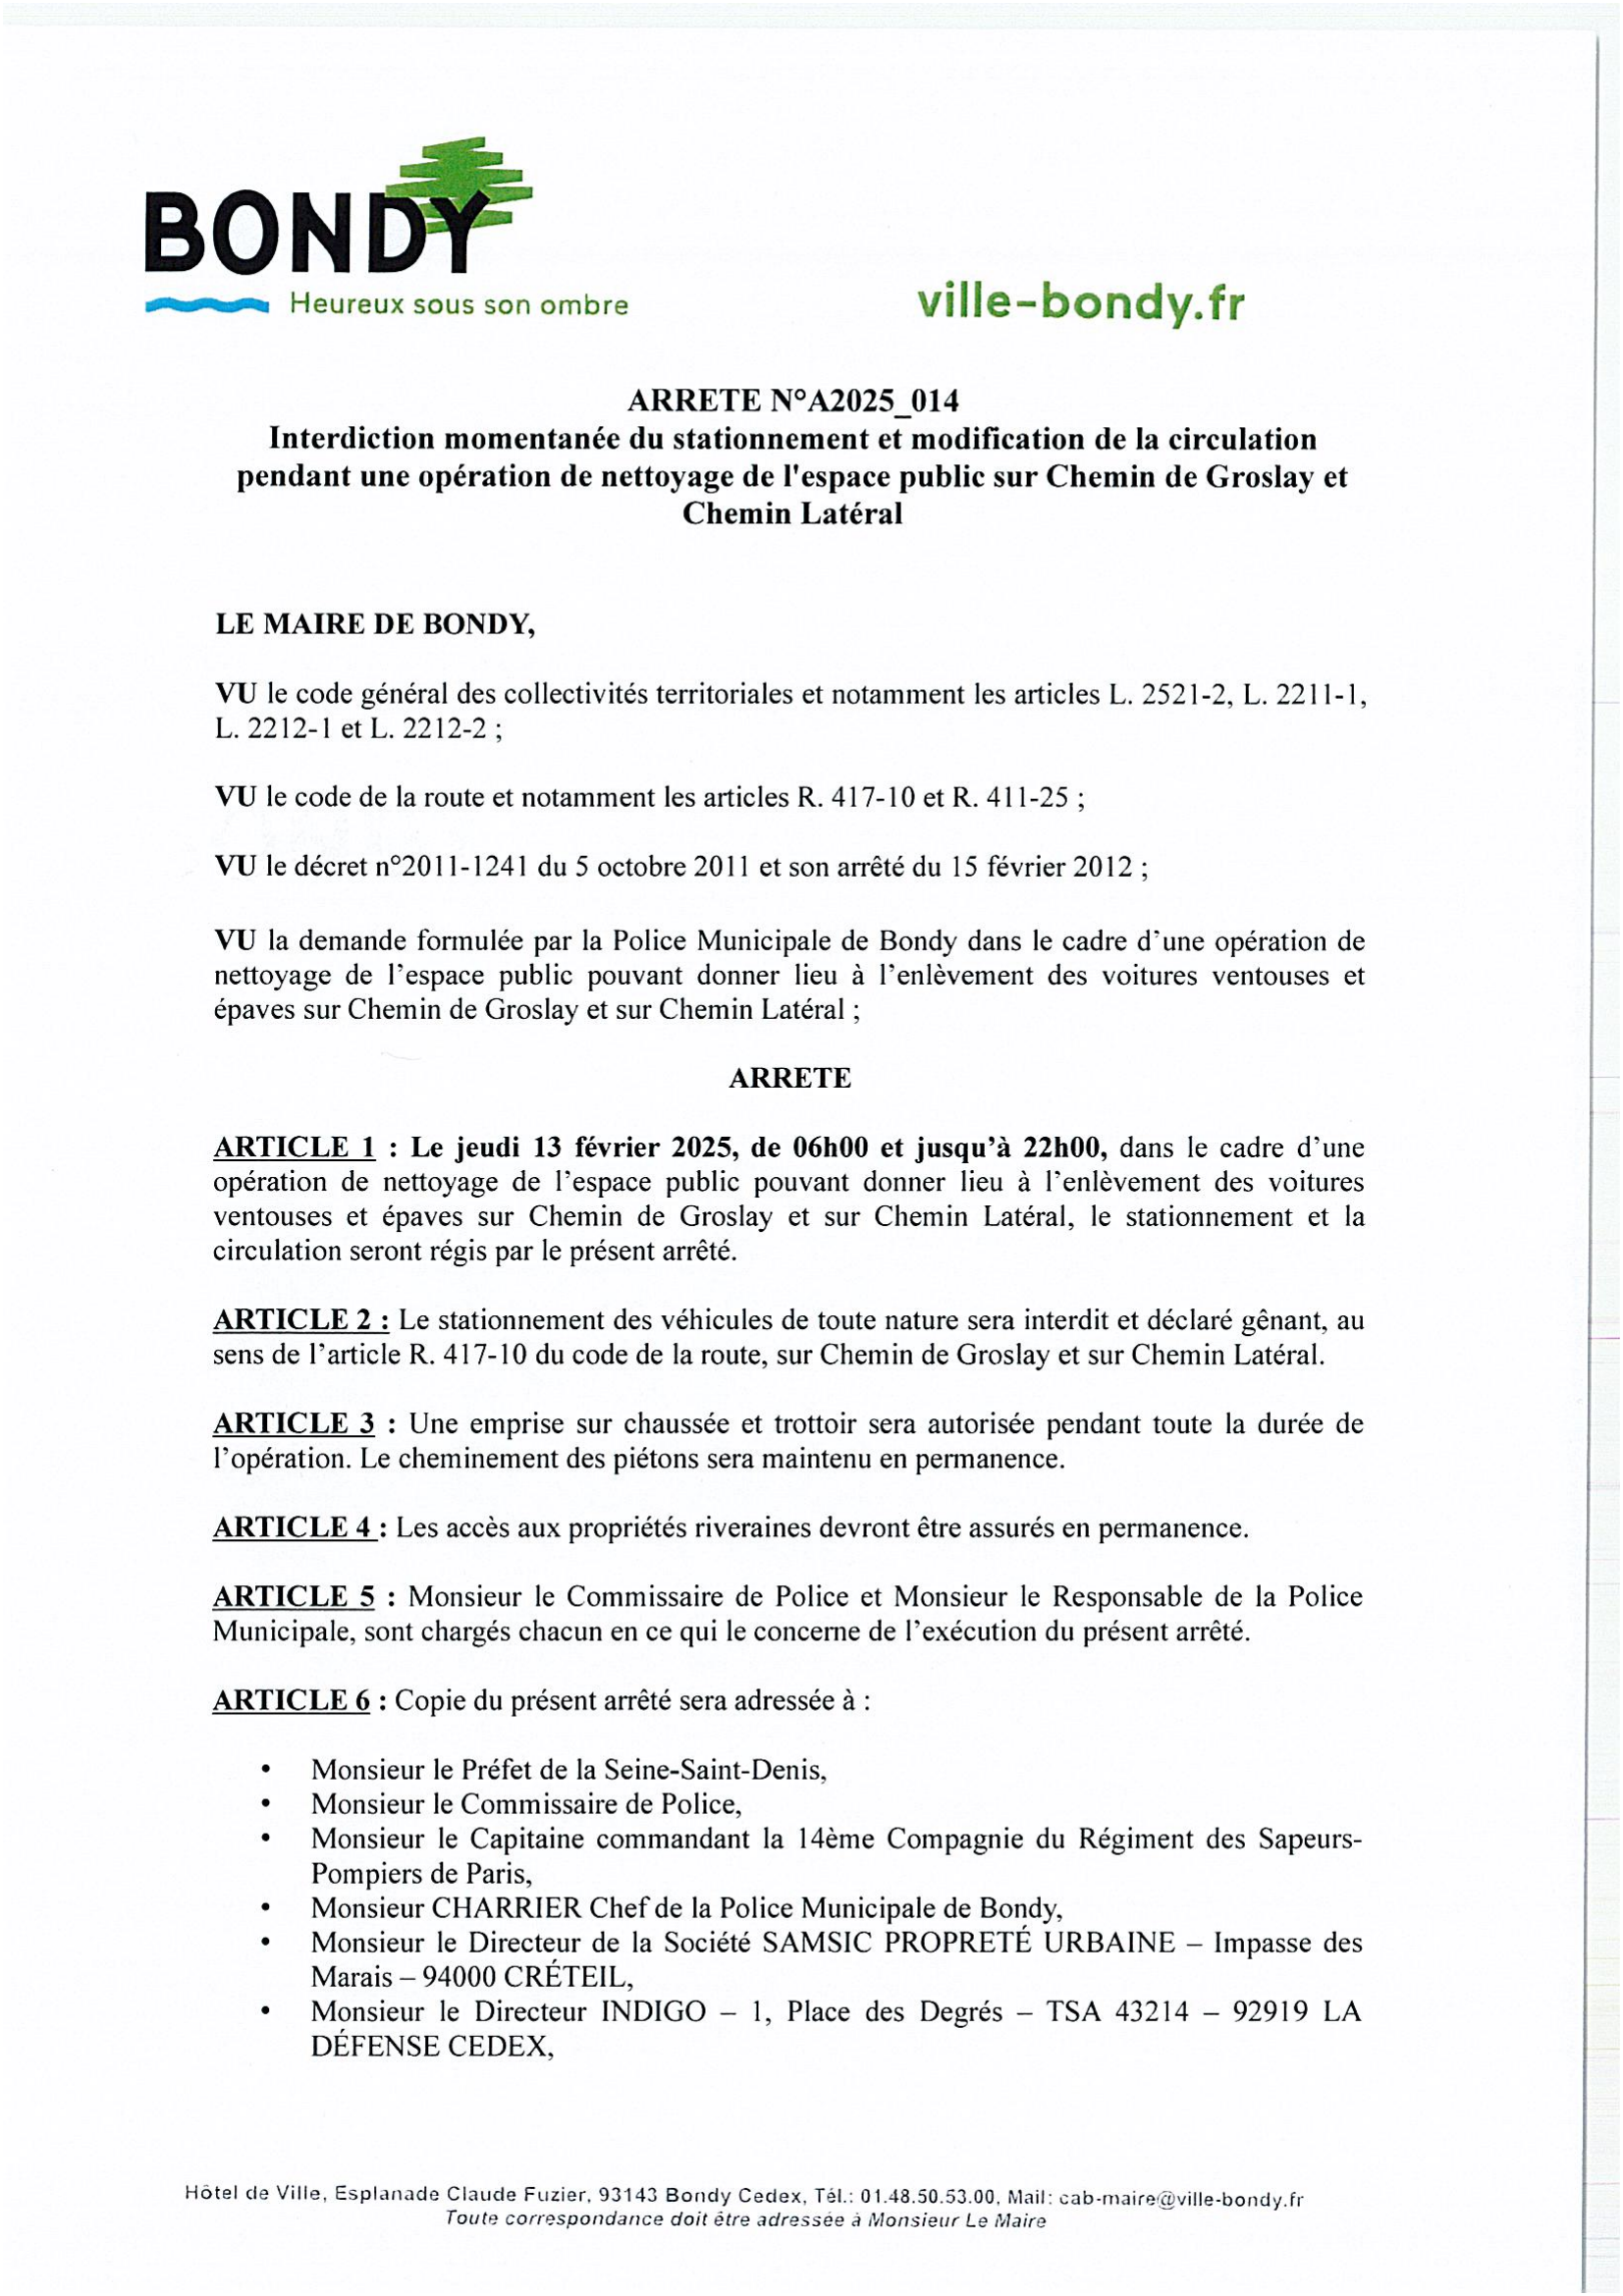 BONDY
Heureux sous son ombre
ville-bondy.fr
ARRETE N°A2025_014
Interdiction momentanée du stationnement et modification de la circulation
pendant une opération de nettoyage de l'espace public sur Chemin de Groslay et
Chemin Latéral
LE MAIRE DE BONDY,
VU le code général des collectivités territoriales et notamment les articles L. 2521-2, L. 2211-1,
L. 2212-1 et L. 2212-2 ;
VU le code de la route et notamment les articles R. 417-10 et R. 411-25 ;
VU le décret n°2011-1241 du 5 octobre 2011 et son arrêté du 15 février 2012 ;
VU la demande formulée par la Police Municipale de Bondy dans le cadre d'une opération de
nettoyage de l'espace public pouvant donner lieu à l'enlèvement des voitures ventouses et
épaves sur Chemin de Groslay et sur Chemin Latéral ;
ARRETE
ARTICLE 1 : Le jeudi 13 février 2025, de 06h00 et jusqu'à 22h00, dans le cadre d'une
opération de nettoyage de l'espace public pouvant donner lieu à l'enlèvement des voitures
ventouses et épaves sur Chemin de Groslay et sur Chemin Latéral, le stationnement et la
circulation seront régis par le présent arrêté.
ARTICLE 2 : Le stationnement des véhicules de toute nature sera interdit et déclaré gênant, au
sens de l'article R. 417-10 du code de la route, sur Chemin de Groslay et sur Chemin Latéral.
ARTICLE 3 : Une emprise sur chaussée et trottoir sera autorisée pendant toute la durée de
l'opération. Le cheminement des piétons sera maintenu en permanence.
ARTICLE 4 : Les accès aux propriétés riveraines devront être assurés en permanence.
ARTICLE 5 : Monsieur le Commissaire de Police et Monsieur le Responsable de la Police
Municipale, sont chargés chacun en ce qui le concerne de l'exécution du présent arrêté.
ARTICLE 6 : Copie du présent arrêté sera adressée à :
• Monsieur le Préfet de la Seine-Saint-Denis,
• Monsieur le Commissaire de Police,
• Monsieur le Capitaine commandant la 14ème Compagnie du Régiment des Sapeurs-
Pompiers de Paris,
• Monsieur CHARRIER Chef de la Police Municipale de Bondy,
• Monsieur le Directeur de la Société SAMSIC PROPRETÉ URBAINE – Impasse des
Marais – 94000 CRÉTEIL,
• Monsieur le Directeur INDIGO – 1, Place des Degrés – TSA 43214 – 92919 LA
DÉFENSE CEDEX,
Hôtel de Ville, Esplanade Claude Fuzier, 93143 Bondy Cedex, Tél.: 01.48.50.53.00, Mail: cab-maire@ville-bondy.fr
Toute correspondance doit être adressée à Monsieur Le Maire